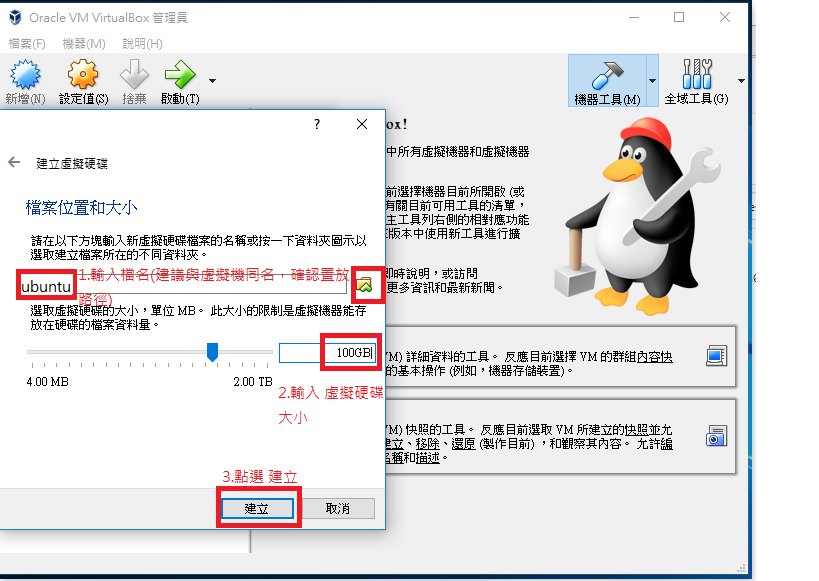 Oracle VM VirtualBox 管理員
檔案(F) 機器(M) 說明(H)
新增(N) 設定值(S) 捨棄 啟動(T) 機器工具(M) 全域工具(G)
? ×
ox!
建立虛擬硬碟
中所有虛擬機器和虛擬機器
檔案位置和大小
前選擇機器目前所開啟 (或
有關目前可用工具的清單，
主工具列右側的相對應功能
版本中使用新工具進行擴
請在以下方塊輸入新虛擬硬碟檔案的名稱或按一下資料夾圖示以
選取建立檔案所在的不同資料夾。
即時說明，或訪問
更多資訊和最新新聞。
1.輸入檔名(建議與虛擬機同名，確認置放
路徑)
ubuntu
選取虛擬硬碟的大小，單位 MB。 此大小的限制是虛擬機器能存
放在硬碟的檔案資料量。
100GB
4.00 MB 2.00 TB
VM) 詳細資料的工具。 反應目前選擇 VM 的群組內容快
的基本操作 (例如，機器存儲裝置)。
2.輸入 虛擬硬碟
大小
VM) 快照的工具。 反應目前選取 VM 所建立的快照並允
建立、移除、還原 (製作目前) ，和觀察其內容。 允許編
名稱和描述。
3.點選 建立
建立 取消